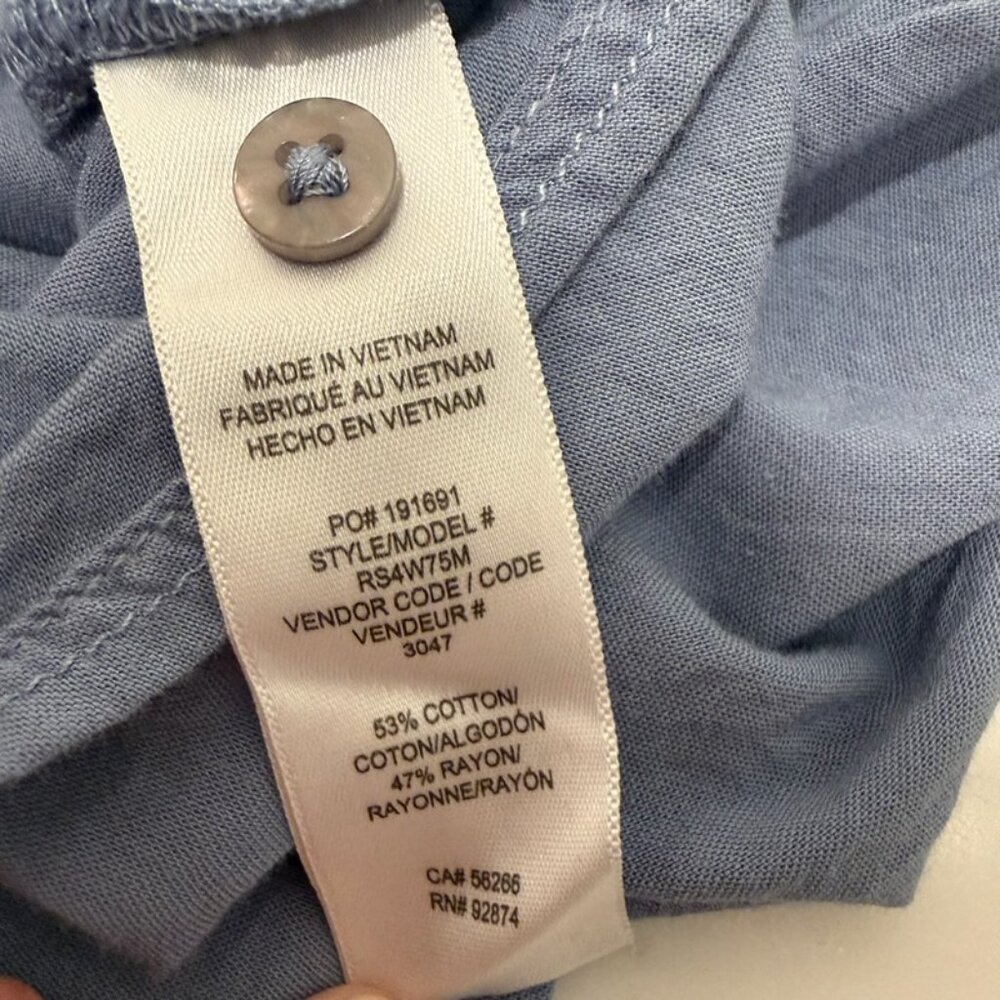 MADE IN VIETNAM
FABRIQUÉ AU VIETNAM
HECHO EN VIETNAM
PO# 191691
STYLE/MODEL #
RS4W75M
VENDOR CODE / CODE
VENDEUR #
3047
53% COTTON/
COTON/ALGODÓN
47% RAYON/
RAYONNE/RAYÓN
CA# 56266
RN# 92874